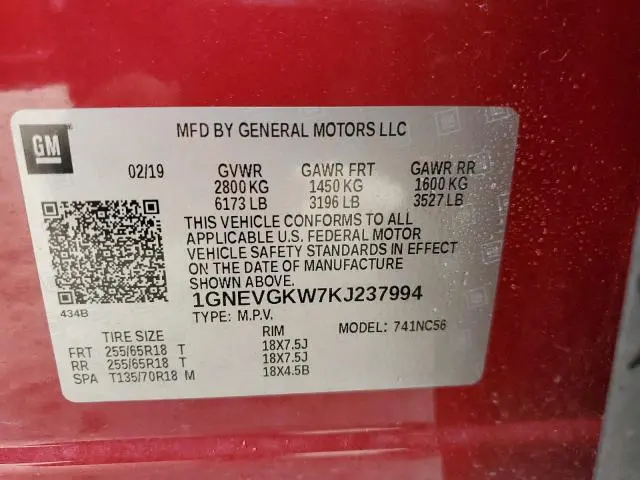 GM
MFD BY GENERAL MOTORS LLC
02/19 GVWR GAWR FRT GAWR RR
2800 KG 1450 KG 1600 KG
6173 LB 3196 LB 3527 LB
THIS VEHICLE CONFORMS TO ALL
APPLICABLE U.S. FEDERAL MOTOR
VEHICLE SAFETY STANDARDS IN EFFECT
ON THE DATE OF MANUFACTURE
SHOWN ABOVE.
434B
1GNEVGKW7KJ237994
TYPE: M.P.V.
TIRE SIZE RIM MODEL: 741NC56
FRT 255/65R18 T 18X7.5J
RR 255/65R18 T 18X7.5J
SPA T135/70R18 M 18X4.5B